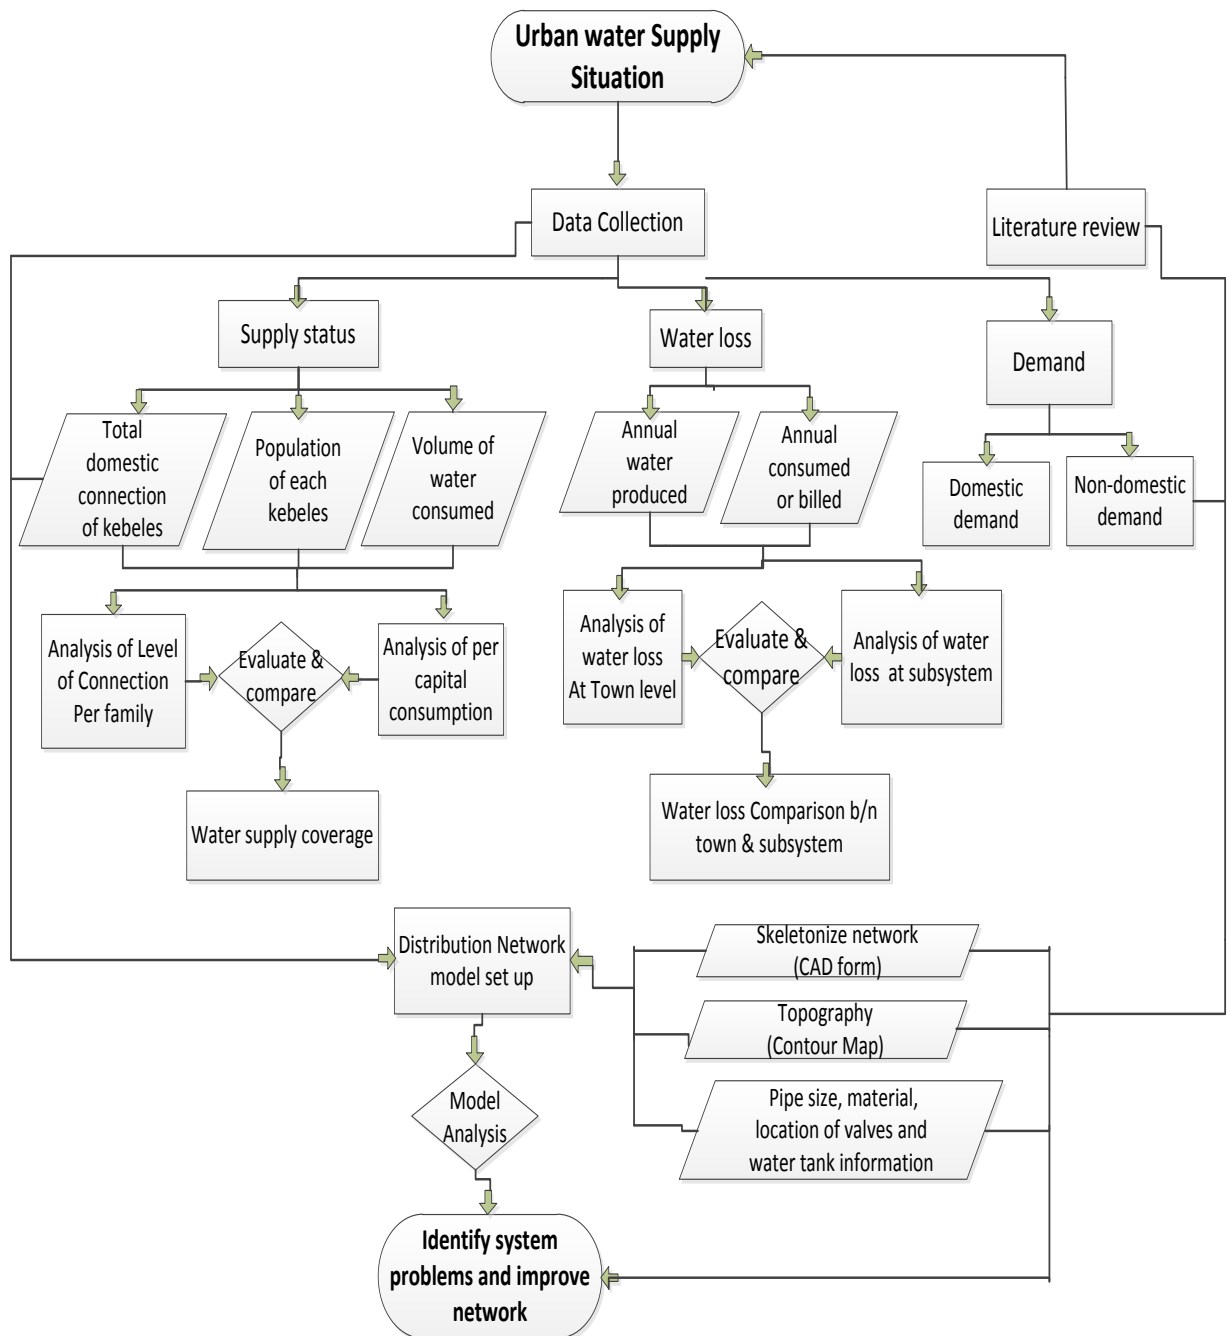 Urban water Supply
Situation
Data Collection
Literature review
Supply status
Water loss
Demand
Total
domestic
connection
of kebeles
Population
of each
kebeles
Volume of
water
consumed
Annual
water
produced
Annual
consumed
or billed
Domestic
demand
Non-domestic
demand
Analysis of Level
of Connection
Per family
Evaluate &
compare
Analysis of per
capital
consumption
Analysis of
water loss
At Town level
Evaluate &
compare
Analysis of water
loss at subsystem
Water supply coverage
Water loss Comparison b/n
town & subsystem
Distribution Network
model set up
Skeletonize network
(CAD form)
Topography
(Contour Map)
Pipe size, material,
location of valves and
water tank information
Model
Analysis
Identify system
problems and improve
network